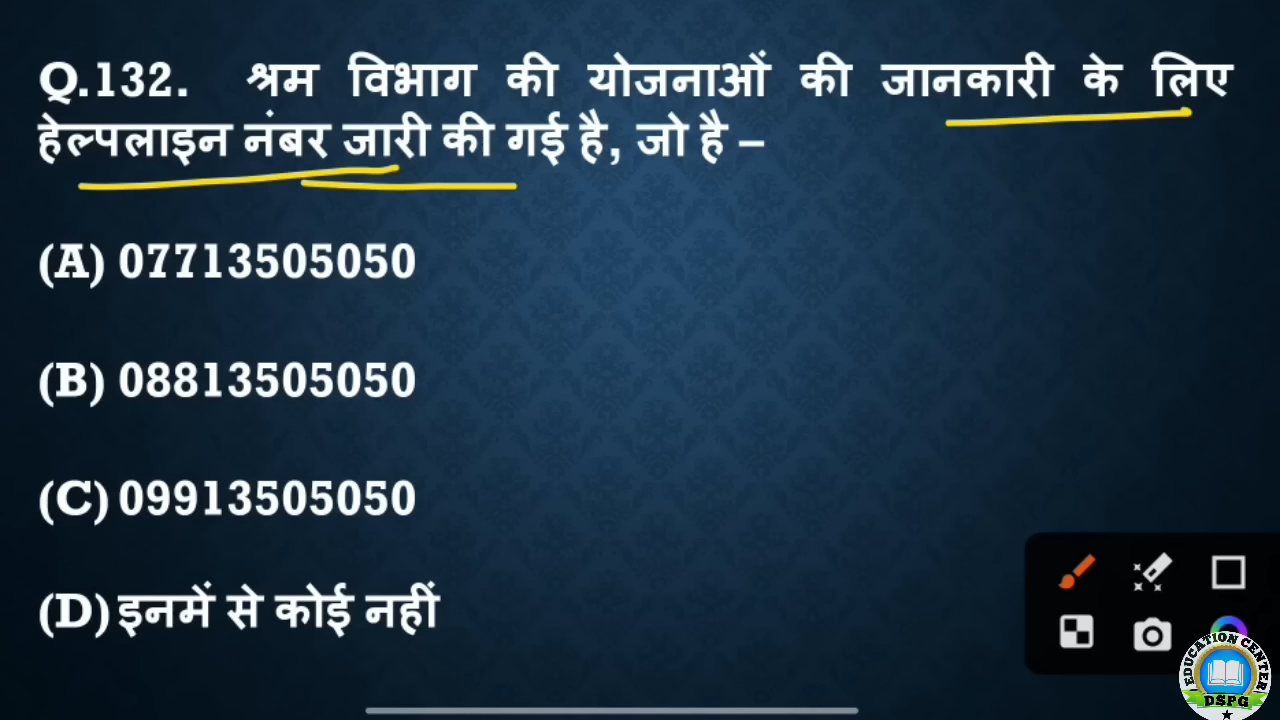 Q.132. श्रम विभाग की योजनाओं की जानकारी के लिए
हेल्पलाइन नंबर जारी की गई है, जो है –
(A) 07713505050
(B) 08813505050
(C) 09913505050
(D) इनमें से कोई नहीं
EDUCATION CENTER
DSPG